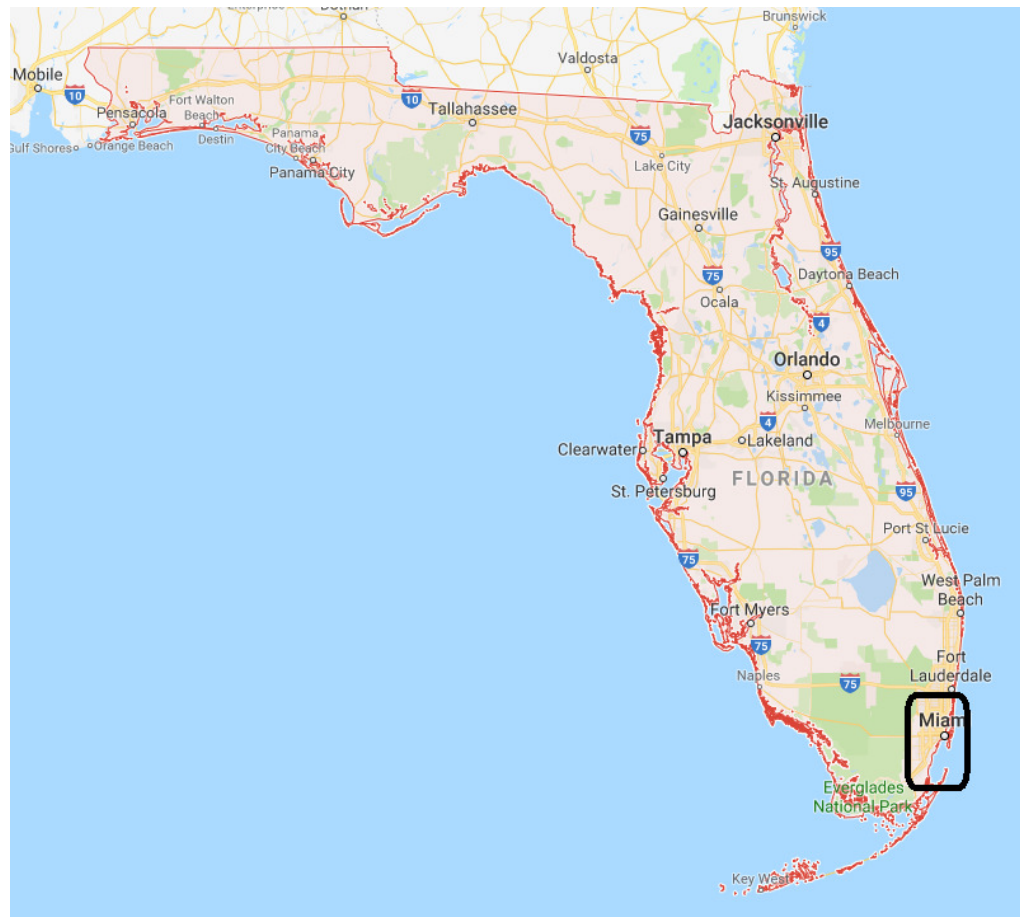 Dothan
Brunswick
Valdosta
Mobile
10
Pensacola
Fort Walton
Beach
10
Tallahassee
75
Jacksonville
Gulf Shores
Orange Beach
Destin
Panama
City Beach
Panama City
Lake City
St. Augustine
Gainesville
95
75
Daytona Beach
Ocala
4
Orlando
Kissimmee
4
Melbourne
Clearwater
Tampa
Lakeland
St. Petersburg
FLORIDA
95
Port St Lucie
75
West Palm
Beach
Fort Myers
75
Fort
Lauderdale
Naples
75
Miam
Everglades
National Park
Key West